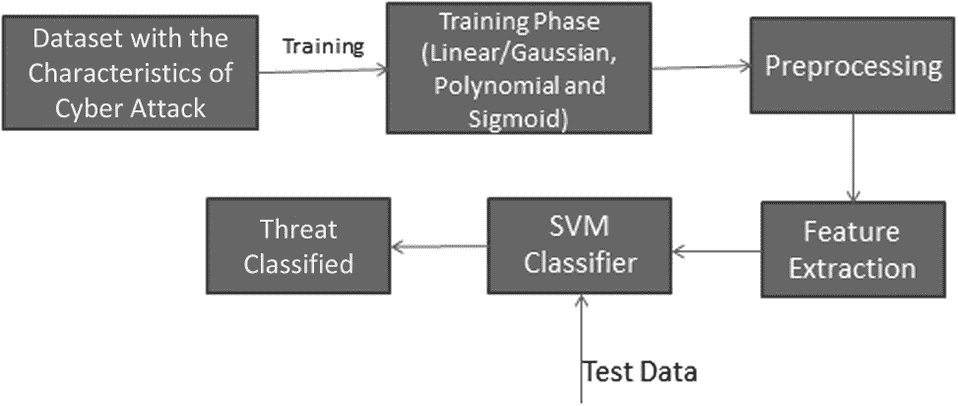 Dataset with the
Characteristics of
Cyber Attack
Training
Training Phase
(Linear/Gaussian,
Polynomial and
Sigmoid)
Preprocessing
Threat
Classified
SVM
Classifier
Feature
Extraction
Test Data